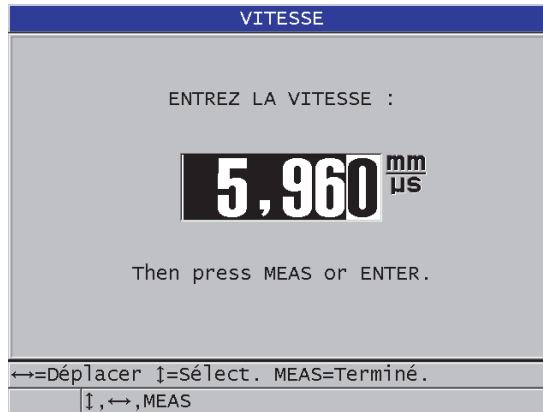 VITESSE
ENTREZ LA VITESSE :
5,960 mm/µs
Then press MEAS or ENTER.
↔=Déplacer ↕=Sélect. MEAS=Terminé.
↕,↔,MEAS